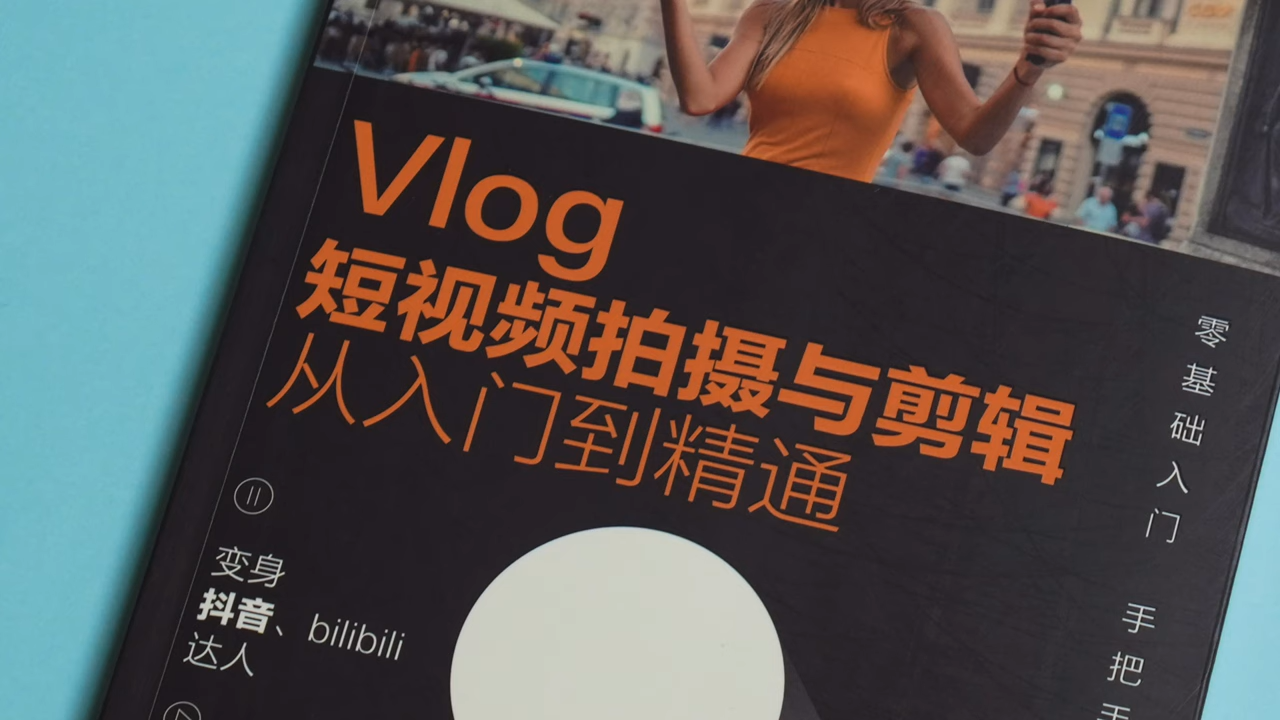 Vlog
短视频拍摄与剪辑
从入门到精通
零基础入门
手把手
变身
抖音、bilibili
达人